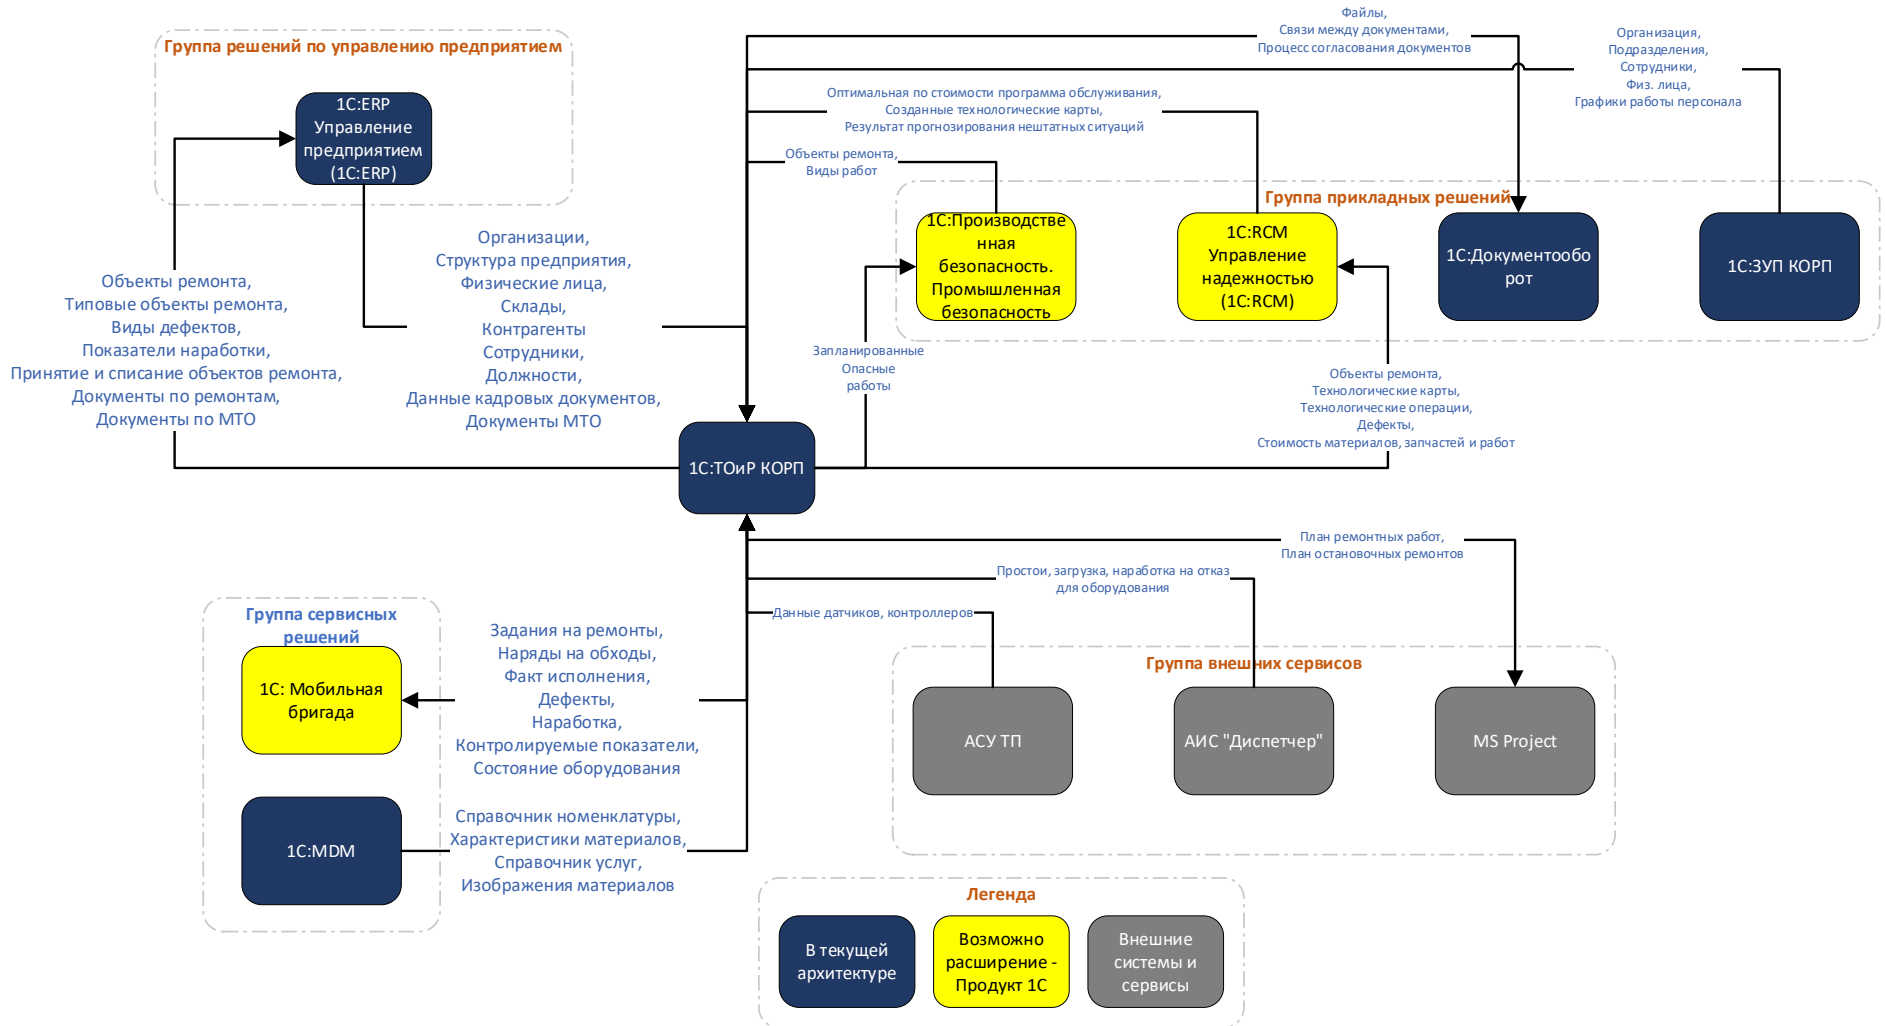 Файлы,
Связи между документами,
Процесс согласования документов
Организация,
Подразделения,
Сотрудники,
Физ. лица,
Графики работы персонала
Группа решений по управлению предприятием
1С:ERP
Управление
предприятием
(1С:ERP)
Оптимальная по стоимости программа обслуживания,
Созданные технологические карты,
Результат прогнозирования нештатных ситуаций
Объекты ремонта,
Виды работ
Группа прикладных решений
1С:Производстве
нная
безопасность.
Промышленная
безопасность
1С:RCM
Управление
надежностью
(1С:RCM)
1С:Документообо
рот
1С:ЗУП КОРП
Объекты ремонта,
Типовые объекты ремонта,
Виды дефектов,
Показатели наработки,
Принятие и списание объектов ремонта,
Документы по ремонтам,
Документы по МТО
Организации,
Структура предприятия,
Физические лица,
Склады,
Контрагенты
Сотрудники,
Должности,
Данные кадровых документов,
Документы МТО
Запланированные
Опасные
работы
Объекты ремонта,
Технологические карты,
Технологические операции,
Дефекты,
Стоимость материалов, запчастей и работ
1С:ТОиР КОРП
План ремонтных работ,
План остановочных ремонтов
Простои, загрузка, наработка на отказ
для оборудования
Данные датчиков, контроллеров
Группа сервисных
решений
1С: Мобильная
бригада
Задания на ремонты,
Наряды на обходы,
Факт исполнения,
Дефекты,
Наработка,
Контролируемые показатели,
Состояние оборудования
Группа внешних сервисов
АСУ ТП
АИС "Диспетчер"
MS Project
1С:MDM
Справочник номенклатуры,
Характеристики материалов,
Справочник услуг,
Изображения материалов
Легенда
В текущей
архитектуре
Возможно
расширение -
Продукт 1С
Внешние
системы и
сервисы